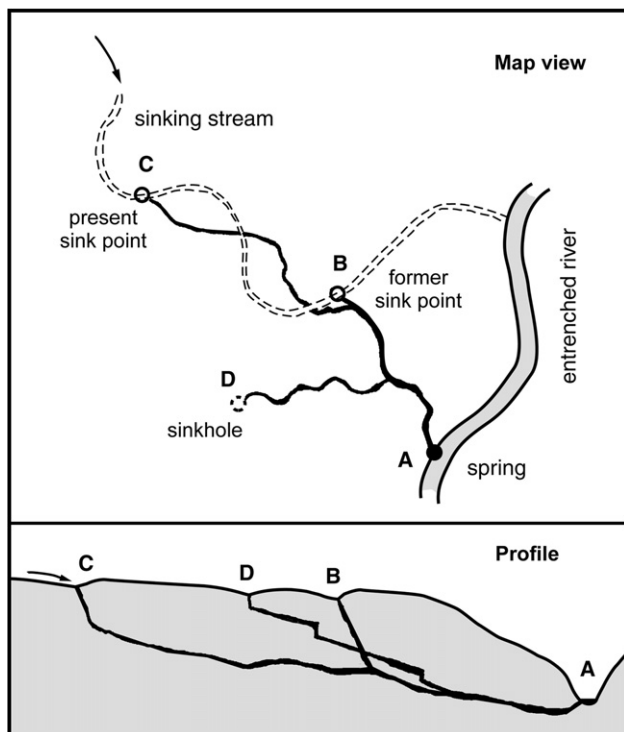 Map view
sinking stream
C
present
sink point
B
former
sink point
entrenched river
D
sinkhole
A
spring
Profile
C
D
B
A